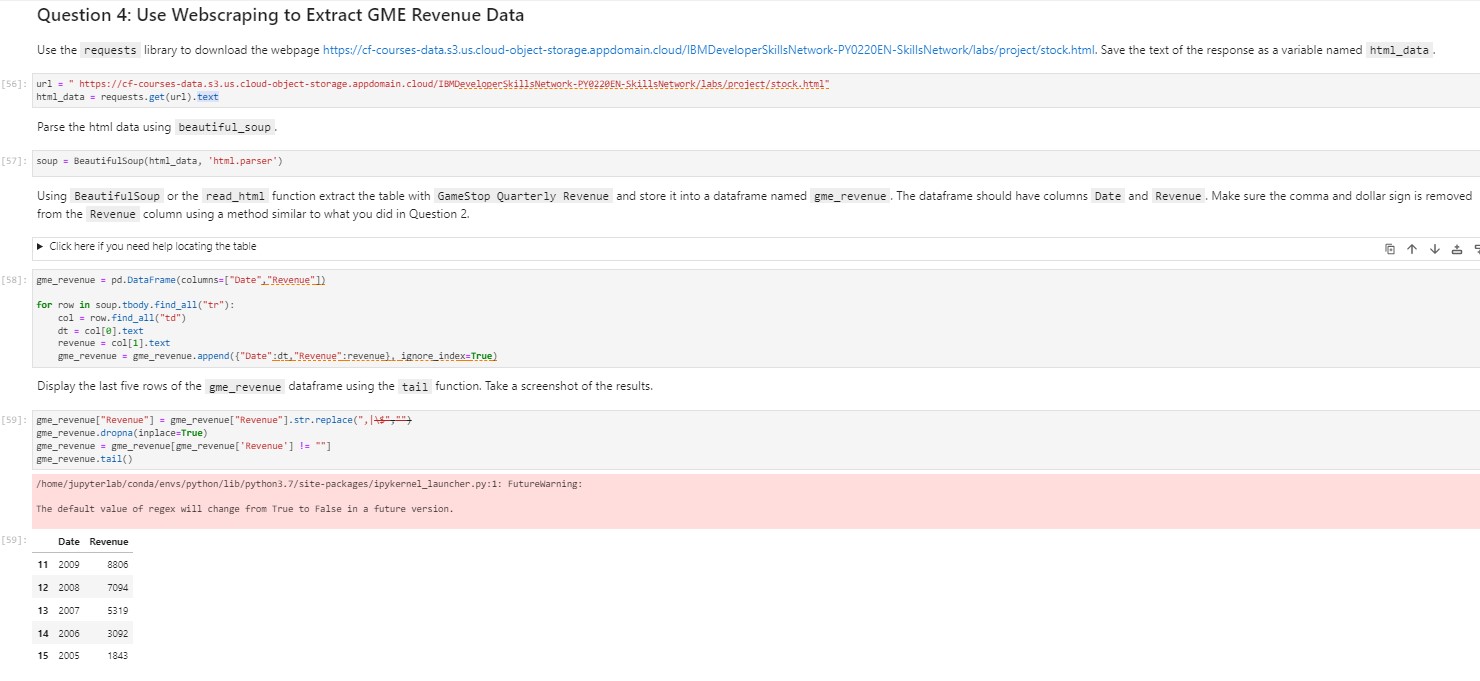 Question 4: Use Webscraping to Extract GME Revenue Data
Use the requests library to download the webpage https://cf-courses-data.s3.us.cloud-object-storage.appdomain.cloud/IBMDeveloperSkillsNetwork-PY0220EN-SkillsNetwork/labs/project/stock.html. Save the text of the response as a variable named html_data.
[56]: url = " https://cf-courses-data.s3.us.cloud-object-storage.appdomain.cloud/IBMDeveloperSkillsNetwork-PY0220EN-SkillsNetwork/labs/project/stock.html"
html_data = requests.get(url).text
Parse the html data using beautiful_soup.
[57]: soup = BeautifulSoup(html_data, 'html.parser')
Using BeautifulSoup or the read_html function extract the table with GameStop Quarterly Revenue and store it into a dataframe named gme_revenue. The dataframe should have columns Date and Revenue. Make sure the comma and dollar sign is removed
from the Revenue column using a method similar to what you did in Question 2.
▶ Click here if you need help locating the table
[58]: gme_revenue = pd.DataFrame(columns=["Date","Revenue"])
for row in soup.tbody.find_all("tr"):
    col = row.find_all("td")
    dt = col[0].text
    revenue = col[1].text
    gme_revenue = gme_revenue.append({"Date":dt,"Revenue":revenue}, ignore_index=True)
Display the last five rows of the gme_revenue dataframe using the tail function. Take a screenshot of the results.
[59]: gme_revenue["Revenue"] = gme_revenue["Revenue"].str.replace(",|\$","")
gme_revenue.dropna(inplace=True)
gme_revenue = gme_revenue[gme_revenue['Revenue'] != ""]
gme_revenue.tail()
/home/jupyterlab/conda/envs/python/lib/python3.7/site-packages/ipykernel_launcher.py:1: FutureWarning:
The default value of regex will change from True to False in a future version.
[59]: Date Revenue
11 2009 8806
12 2008 7094
13 2007 5319
14 2006 3092
15 2005 1843